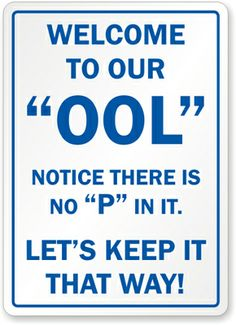 WELCOME
TO OUR
“OOL”
NOTICE THERE IS
NO “P” IN IT.
LET’S KEEP IT
THAT WAY!